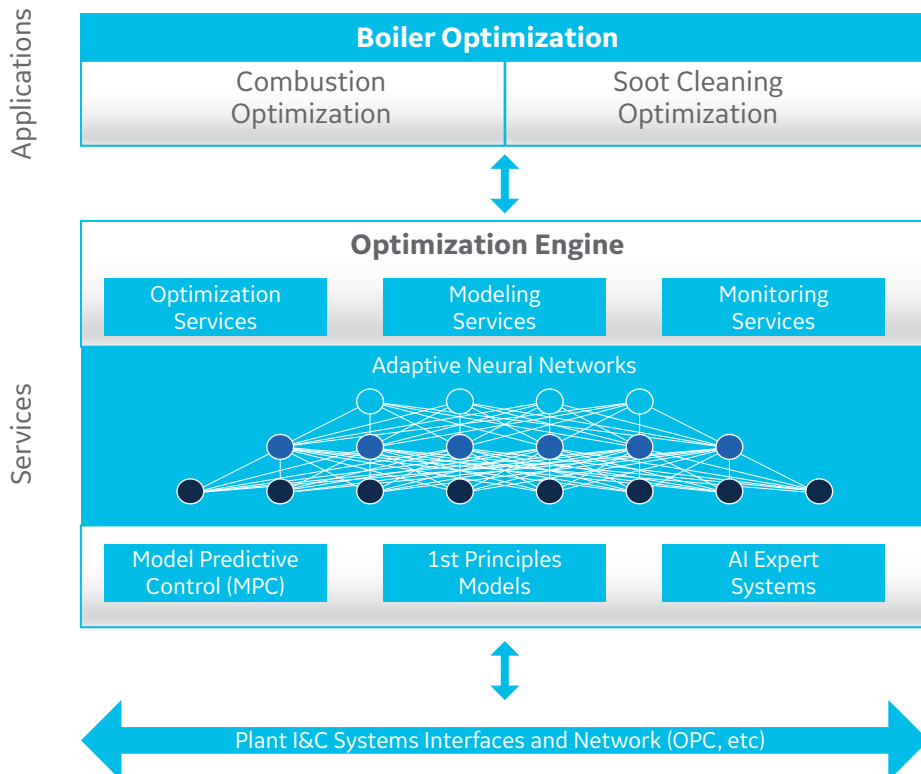 Applications
Boiler Optimization
Combustion
Optimization
Soot Cleaning
Optimization
Services
Optimization Engine
Optimization
Services
Modeling
Services
Monitoring
Services
Adaptive Neural Networks
Model Predictive
Control (MPC)
1st Principles
Models
AI Expert
Systems
Plant I&C Systems Interfaces and Network (OPC, etc)